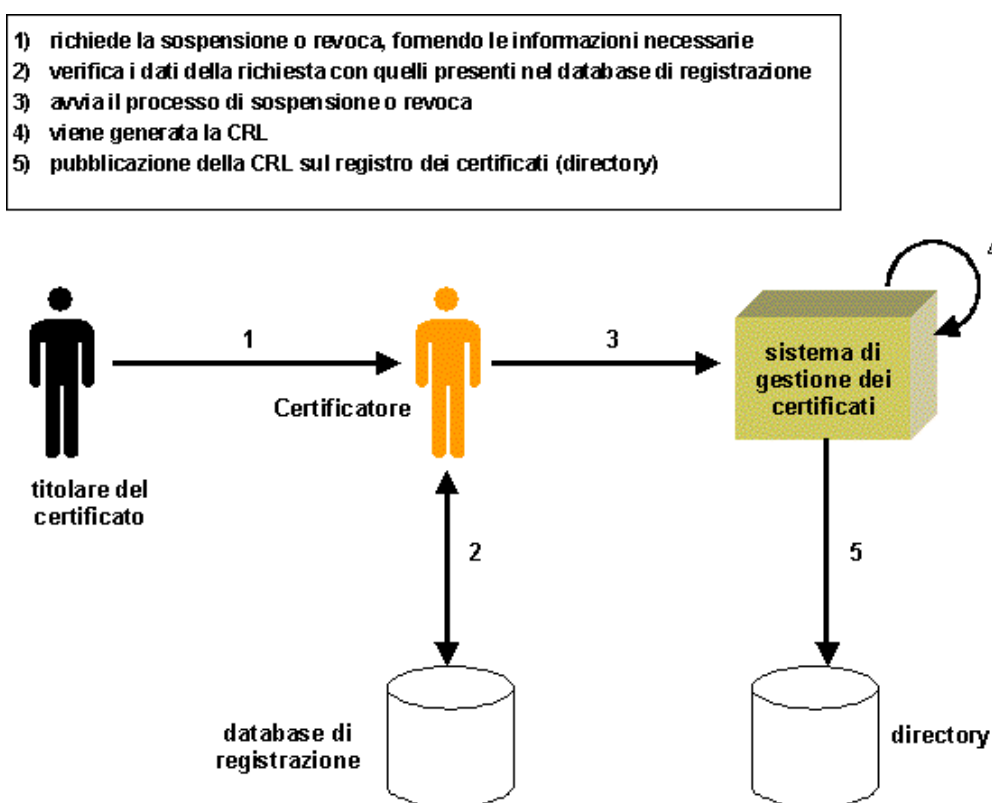 1) richiede la sospensione o revoca, fornendo le informazioni necessarie
2) verifica i dati della richiesta con quelli presenti nel database di registrazione
3) avvia il processo di sospensione o revoca
4) viene generata la CRL
5) pubblicazione della CRL sul registro dei certificati (directory)
4
1
3
sistema di
gestione dei
certificati
Certificatore
titolare del
certificato
2
5
database di
registrazione
directory